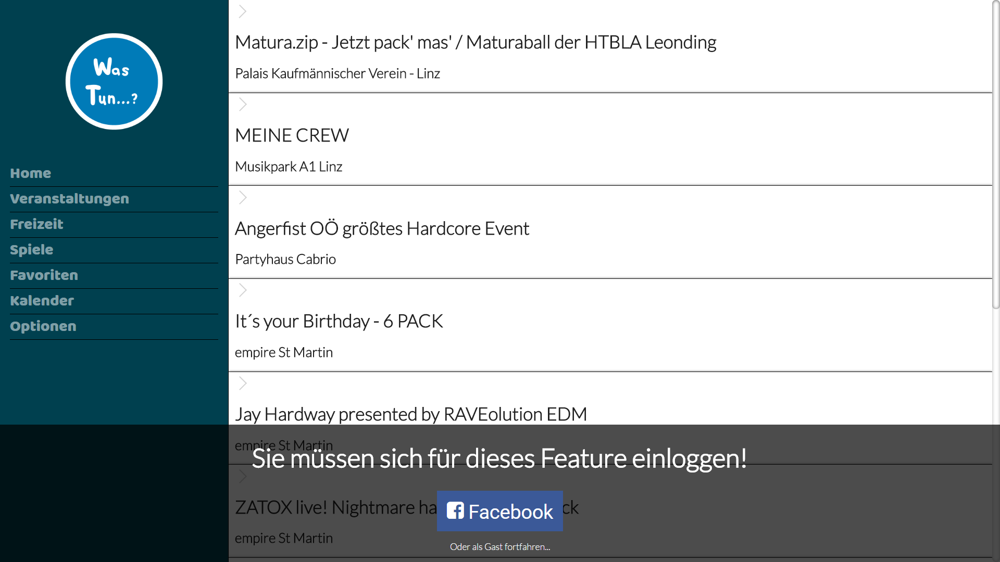 Was
Tun...?
Home
Veranstaltungen
Freizeit
Spiele
Favoriten
Kalender
Optionen
Matura.zip - Jetzt pack' mas' / Maturaball der HTBLA Leonding
Palais Kaufmännischer Verein - Linz
MEINE CREW
Musikpark A1 Linz
Angerfist OÖ größtes Hardcore Event
Partyhaus Cabrio
It´s your Birthday - 6 PACK
empire St Martin
Jay Hardway presented by RAVEolution EDM
empire St Martin
Sie müssen sich für dieses Feature einloggen!
ZATOX live! Nightmare
empire St Martin
Facebook
Oder als Gast fortfahren...